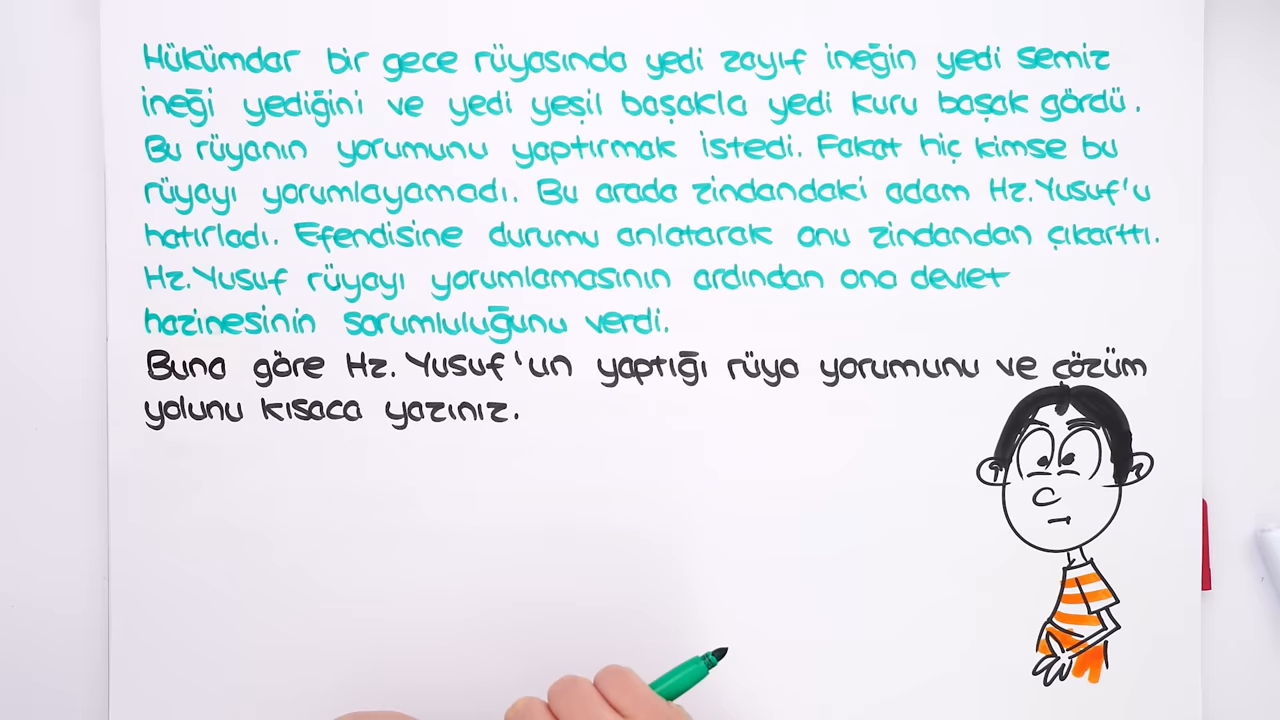 Hükümdar bir gece rüyasında yedi zayıf ineğin yedi semiz
ineği yediğini ve yedi yeşil başakla yedi kuru başak gördü.
Bu rüyanın yorumunu yaptırmak istedi. Fakat hiç kimse bu
rüyayı yorumlayamadı. Bu arada zindandaki adam Hz. Yusuf'u
hatırladı. Efendisine durumu anlatarak onu zindandan çıkarttı.
Hz. Yusuf rüyayı yorumlamasının ardından ona devlet
hazinesinin sorumluluğunu verdi.
Buna göre Hz. Yusuf'un yaptığı rüya yorumunu ve çözüm
yolunu kısaca yazınız.